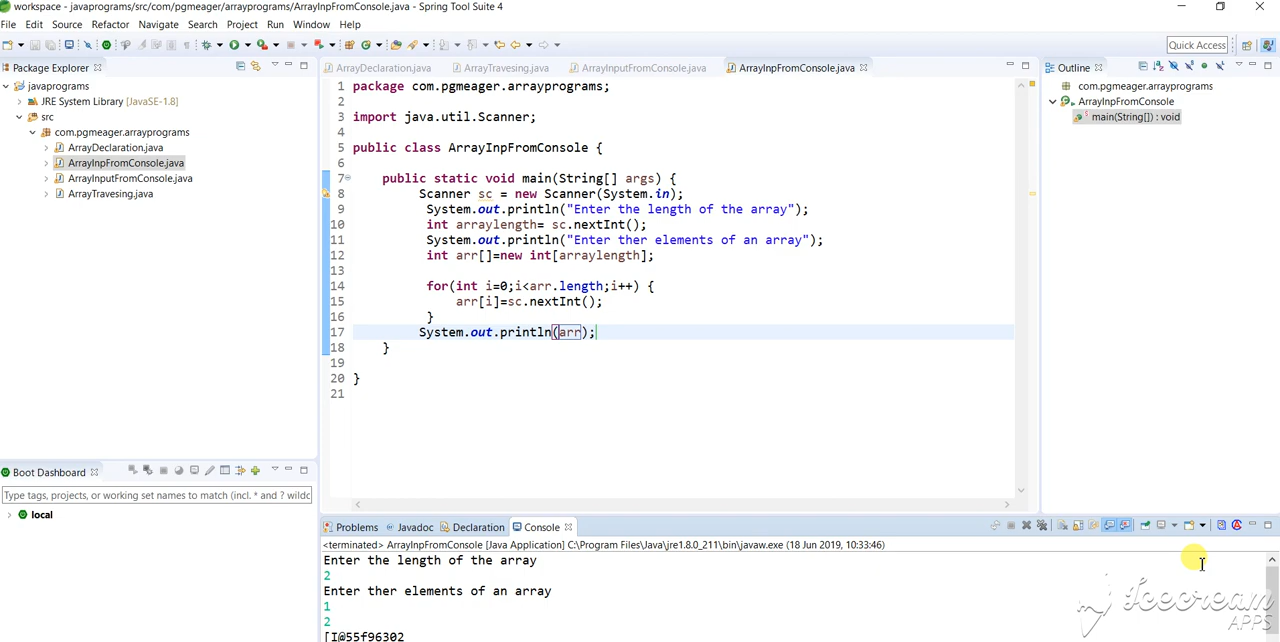 workspace - javaprograms/src/com/pgmeager/arrayprograms/ArrayInpFromConsole.java - Spring Tool Suite 4
File Edit Source Refactor Navigate Search Project Run Window Help
Quick Access
Package Explorer
javaprograms
JRE System Library [JavaSE-1.8]
src
com.pgmeager.arrayprograms
ArrayDeclaration.java
ArrayInpFromConsole.java
ArrayInputFromConsole.java
ArrayTravesing.java
ArrayDeclaration.java ArrayTravesing.java ArrayInputFromConsole.java ArrayInpFromConsole.java
1 package com.pgmeager.arrayprograms;
2
3 import java.util.Scanner;
4
5 public class ArrayInpFromConsole {
6
7 public static void main(String[] args) {
8 Scanner sc = new Scanner(System.in);
9 System.out.println("Enter the length of the array");
10 int arraylength= sc.nextInt();
11 System.out.println("Enter ther elements of an array");
12 int arr[]=new int[arraylength];
13
14 for(int i=0;i<arr.length;i++) {
15 arr[i]=sc.nextInt();
16 }
17 System.out.println(arr);
18 }
19
20 }
21
Outline
com.pgmeager.arrayprograms
ArrayInpFromConsole
main(String[]) : void
Boot Dashboard
Type tags, projects, or working set names to match (incl. * and ? wildc
local
Problems Javadoc Declaration Console
<terminated> ArrayInpFromConsole [Java Application] C:\Program Files\Java\jre1.8.0_211\bin\javaw.exe (18 Jun 2019, 10:33:46)
Enter the length of the array
2
Enter ther elements of an array
1
2
[I@55f96302
Icecream
APPS